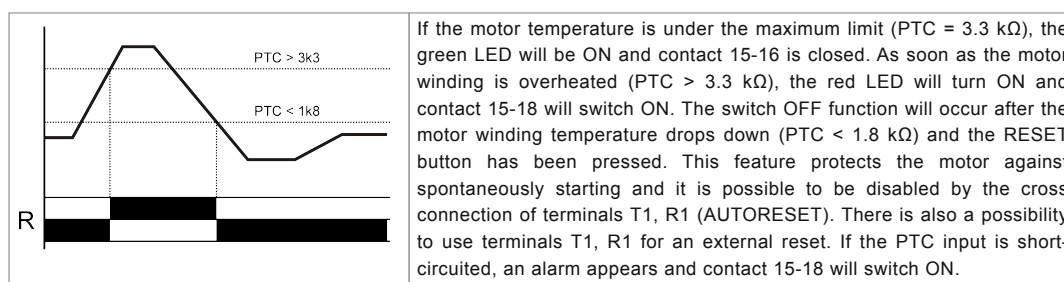 PTC > 3k3
PTC < 1k8
R
If the motor temperature is under the maximum limit (PTC = 3.3 kΩ), the
green LED will be ON and contact 15-16 is closed. As soon as the motor
winding is overheated (PTC > 3.3 kΩ), the red LED will turn ON and
contact 15-18 will switch ON. The switch OFF function will occur after the
motor winding temperature drops down (PTC < 1.8 kΩ) and the RESET
button has been pressed. This feature protects the motor against
spontaneously starting and it is possible to be disabled by the cross
connection of terminals T1, R1 (AUTORESET). There is also a possibility
to use terminals T1, R1 for an external reset. If the PTC input is short-
circuited, an alarm appears and contact 15-18 will switch ON.